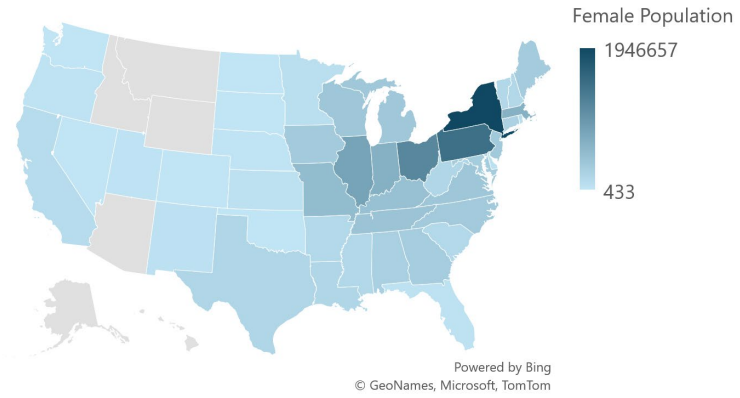 Female Population
1946657
433
Powered by Bing
© GeoNames, Microsoft, TomTom